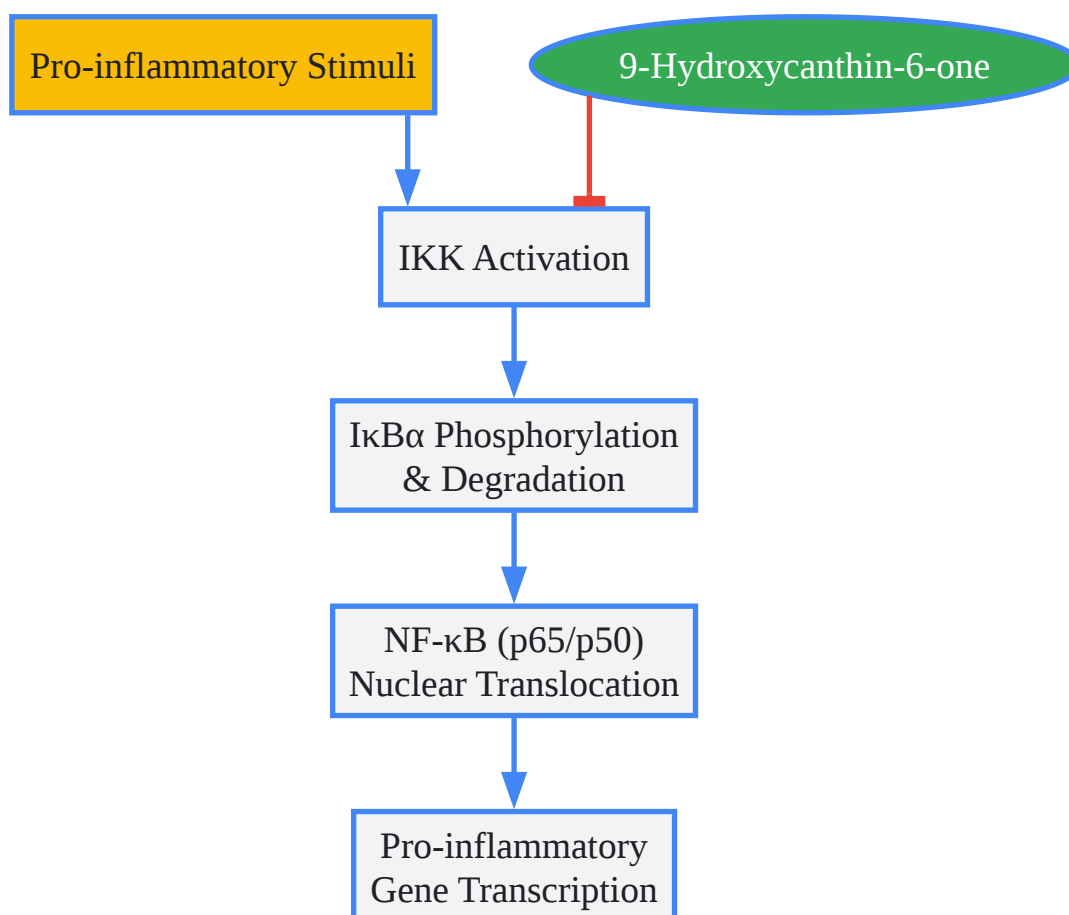 Pro-inflammatory Stimuli
9-Hydroxycanthin-6-one
IKK Activation
IκBα Phosphorylation
& Degradation
NF-κB (p65/p50)
Nuclear Translocation
Pro-inflammatory
Gene Transcription